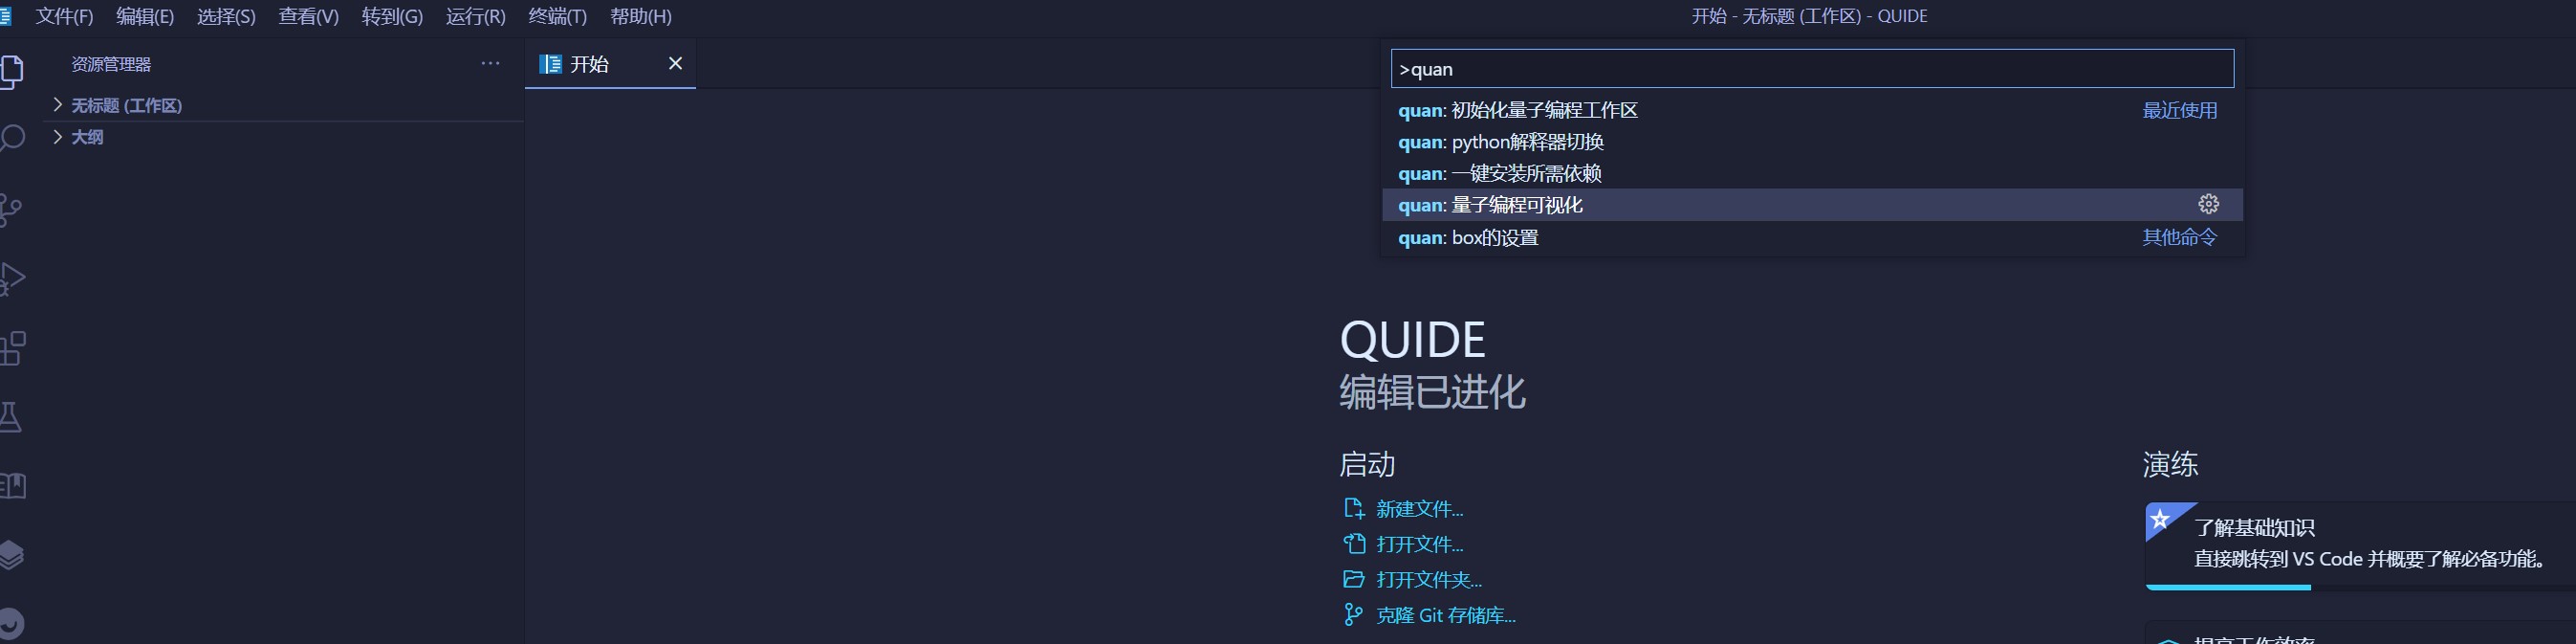 文件(F) 编辑(E) 选择(S) 查看(V) 转到(G) 运行(R) 终端(T) 帮助(H)
开始 - 无标题 (工作区) - QUIDE
资源管理器
无标题 (工作区)
大纲
开始
>quan
quan: 初始化量子编程工作区 最近使用
quan: python解释器切换
quan: 一键安装所需依赖
quan: 量子编程可视化
quan: box的设置 其他命令
QUIDE
编辑已进化
启动
新建文件...
打开文件...
打开文件夹...
克隆 Git 存储库...
演练
了解基础知识
直接跳转到 VS Code 并概要了解必备功能。